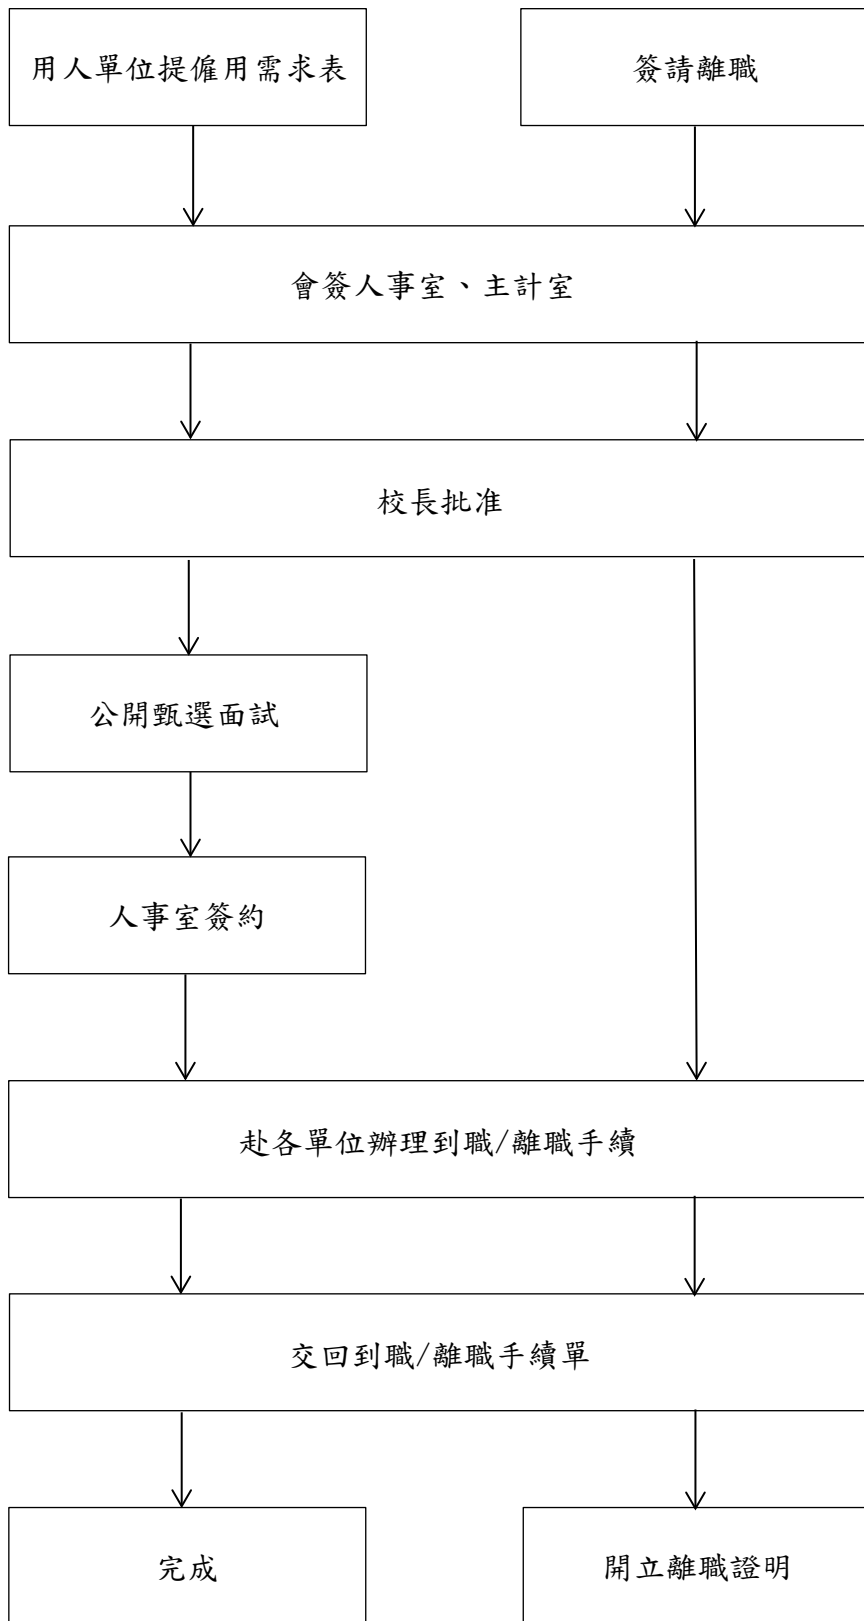 用人單位提僱用需求表
簽請離職
會簽人事室、主計室
校長批准
公開甄選面試
人事室簽約
赴各單位辦理到職/離職手續
交回到職/離職手續單
完成
開立離職證明